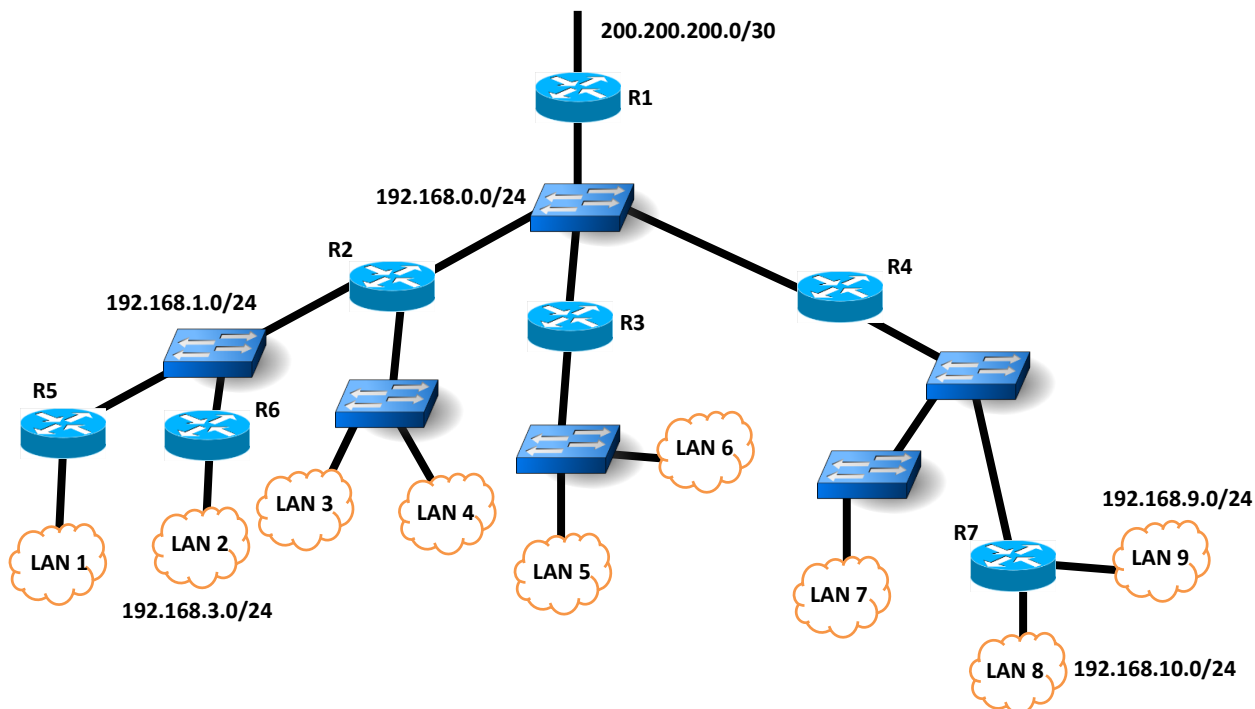 200.200.200.0/30
R1
192.168.0.0/24
R2
R4
192.168.1.0/24
R3
R5
R6
LAN 6
LAN 3
LAN 4
192.168.9.0/24
R7
LAN 1
LAN 2
LAN 5
LAN 9
LAN 7
192.168.3.0/24
LAN 8
192.168.10.0/24